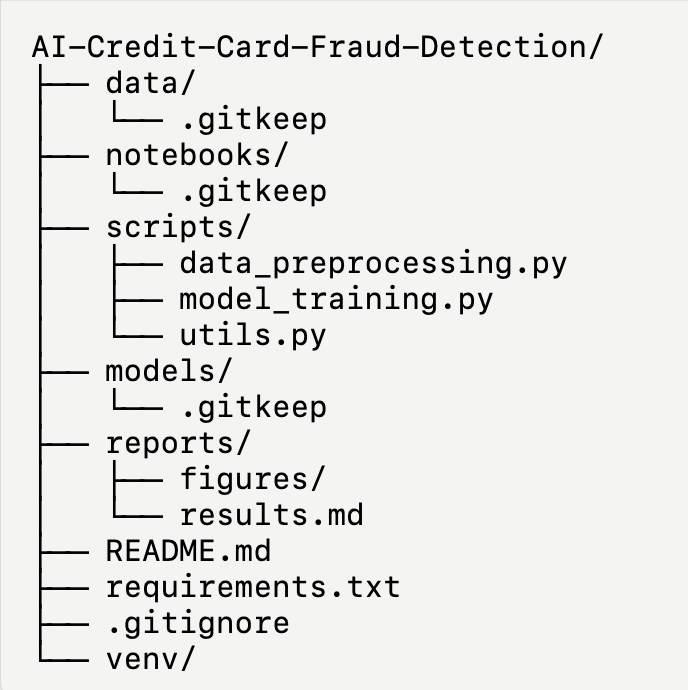 AI-Credit-Card-Fraud-Detection/
├── data/
│   └── .gitkeep
├── notebooks/
│   └── .gitkeep
├── scripts/
│   ├── data_preprocessing.py
│   ├── model_training.py
│   └── utils.py
├── models/
│   └── .gitkeep
├── reports/
│   ├── figures/
│   └── results.md
├── README.md
├── requirements.txt
├── .gitignore
└── venv/